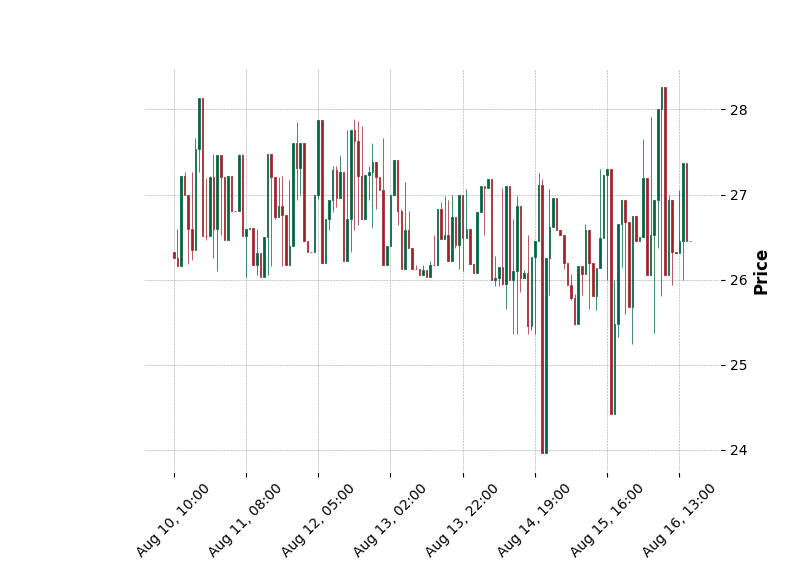 28
27
26
25
24
Price
Aug 10, 10:00
Aug 11, 08:00
Aug 12, 05:00
Aug 13, 02:00
Aug 13, 22:00
Aug 14, 19:00
Aug 15, 16:00
Aug 16, 13:00